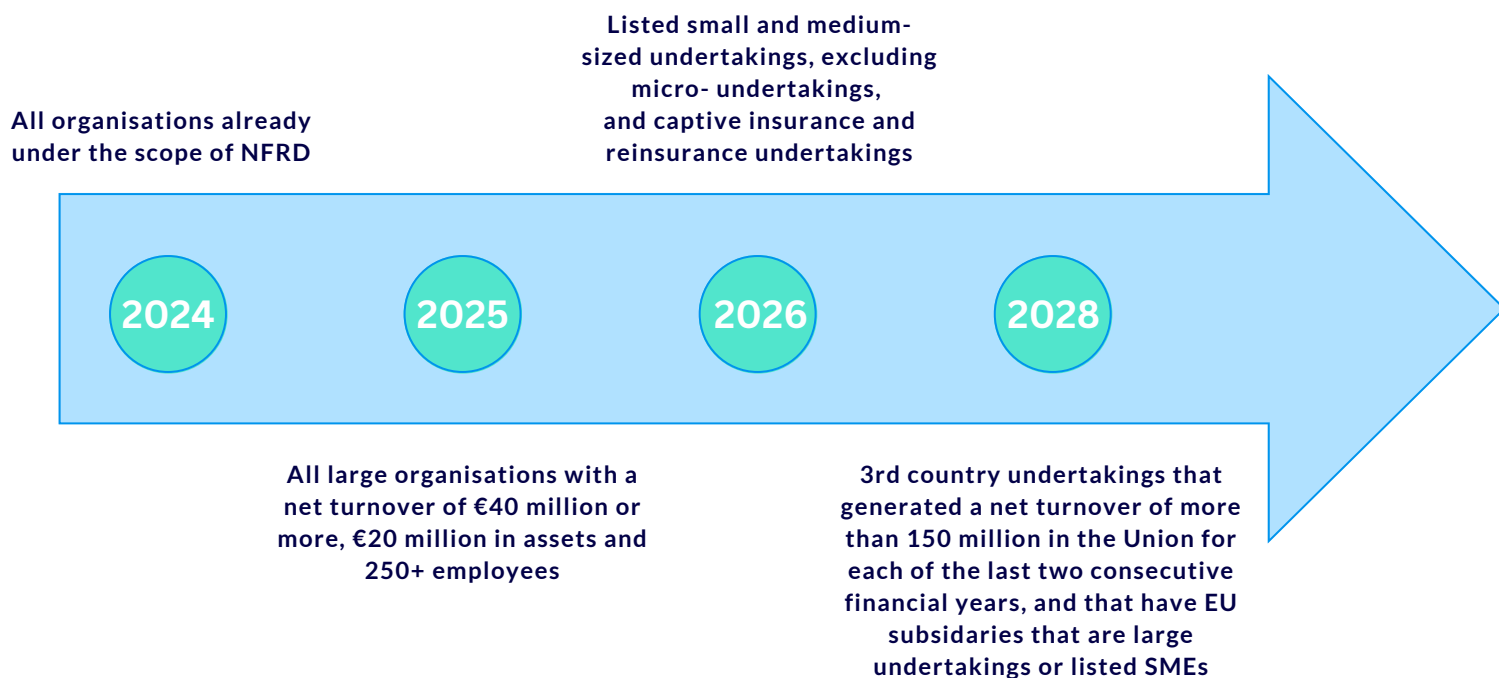 Listed small and medium-
sized undertakings, excluding
micro- undertakings,
and captive insurance and
reinsurance undertakings
All organisations already
under the scope of NFRD
2024
2025
2026
2028
All large organisations with a
net turnover of €40 million or
more, €20 million in assets and
250+ employees
3rd country undertakings that
generated a net turnover of more
than 150 million in the Union for
each of the last two consecutive
financial years, and that have EU
subsidaries that are large
undertakings or listed SMEs